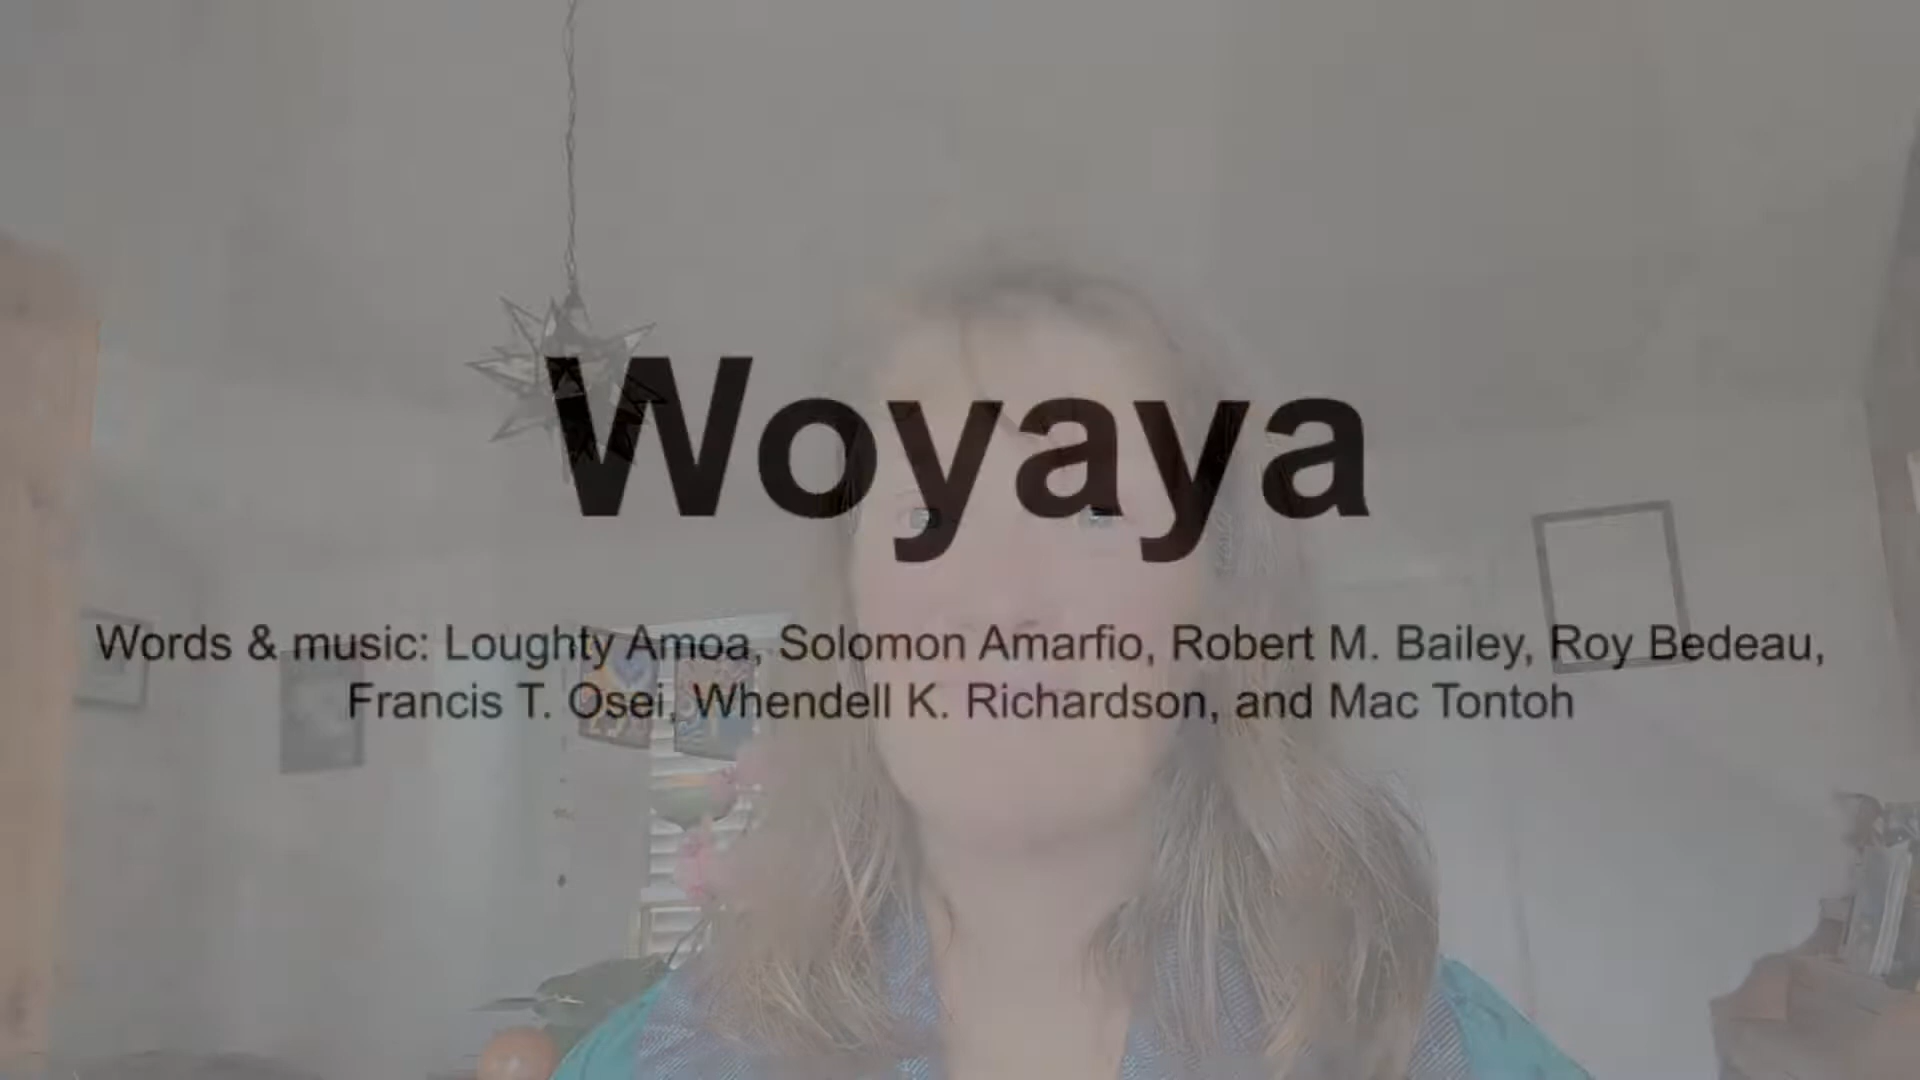 Woyaya
Words & music: Loughty Amoa, Solomon Amarfio, Robert M. Bailey, Roy Bedeau,
Francis T. Osei, Whendell K. Richardson, and Mac Tontoh